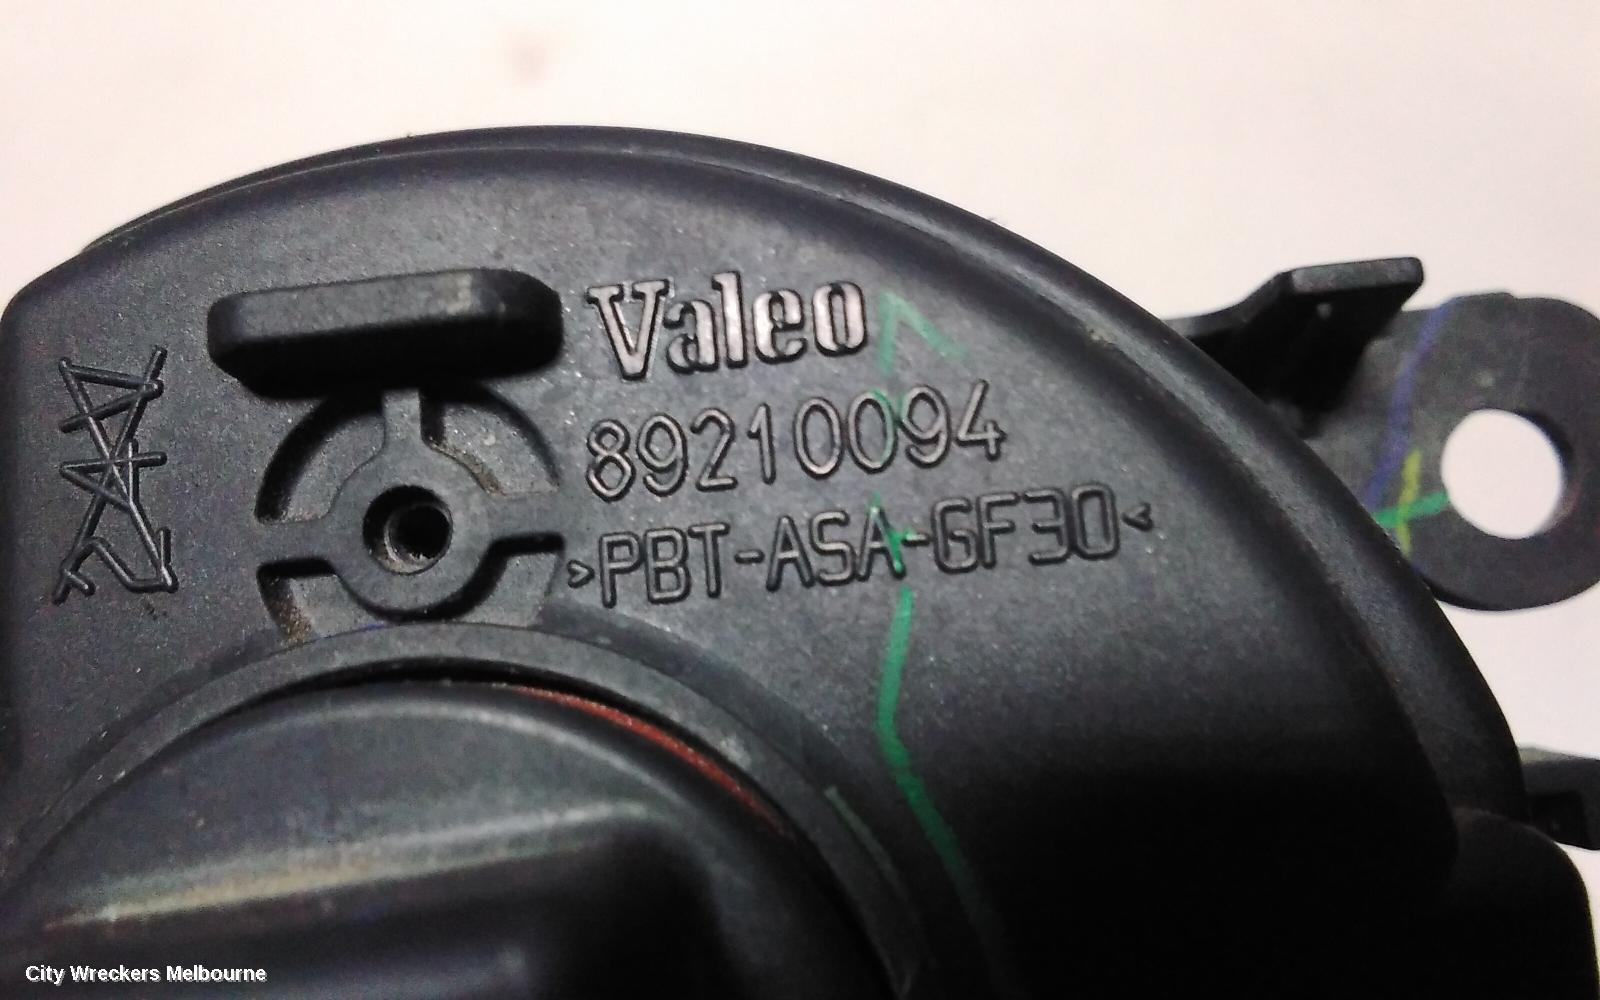 Valeo
89210094
>PBT-ASA-GF30<
City Wreckers Melbourne